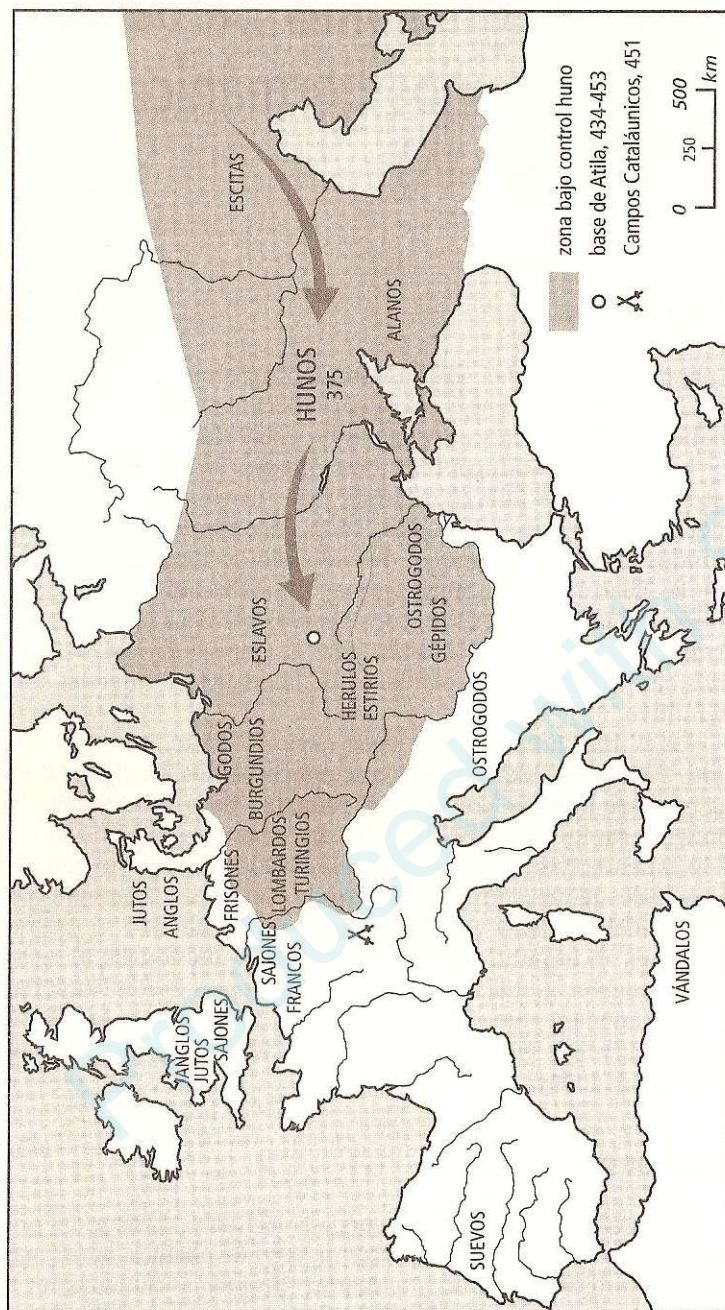 ESCITAS
HUNOS
375
ALANOS
ESLAVOS
HERULOS
ESTIRIOS
OSTROGODOS
GÉPIDOS
GODOS
BURGUNDIOS
LOMBARDOS
TURINGIOS
FRISONES
JUTOS
ANGLOS
SAJONES
FRANCOS
ANGLOS
JUTOS
SAJONES
OSTROGODOS
SUEVOS
VÁNDALOS
zona bajo control huno
base de Atila, 434-453
Campos Cataláunicos, 451
0 250 500
km
Produced with